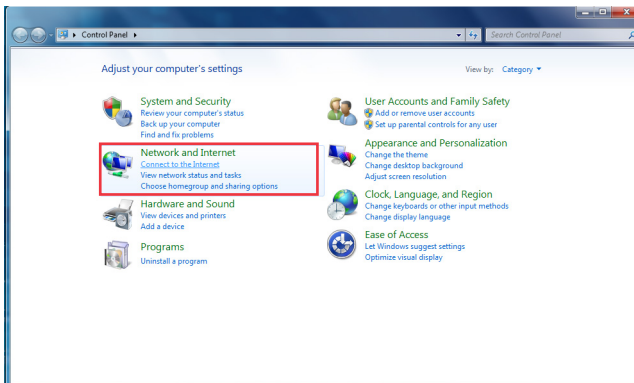 Control Panel
Search Control Panel
Adjust your computer's settings
View by: Category
System and Security
Review your computer's status
Back up your computer
Find and fix problems
Network and Internet
Connect to the Internet
View network status and tasks
Choose homegroup and sharing options
Hardware and Sound
View devices and printers
Add a device
Programs
Uninstall a program
User Accounts and Family Safety
Add or remove user accounts
Set up parental controls for any user
Appearance and Personalization
Change the theme
Change desktop background
Adjust screen resolution
Clock, Language, and Region
Change keyboards or other input methods
Change display language
Ease of Access
Let Windows suggest settings
Optimize visual display